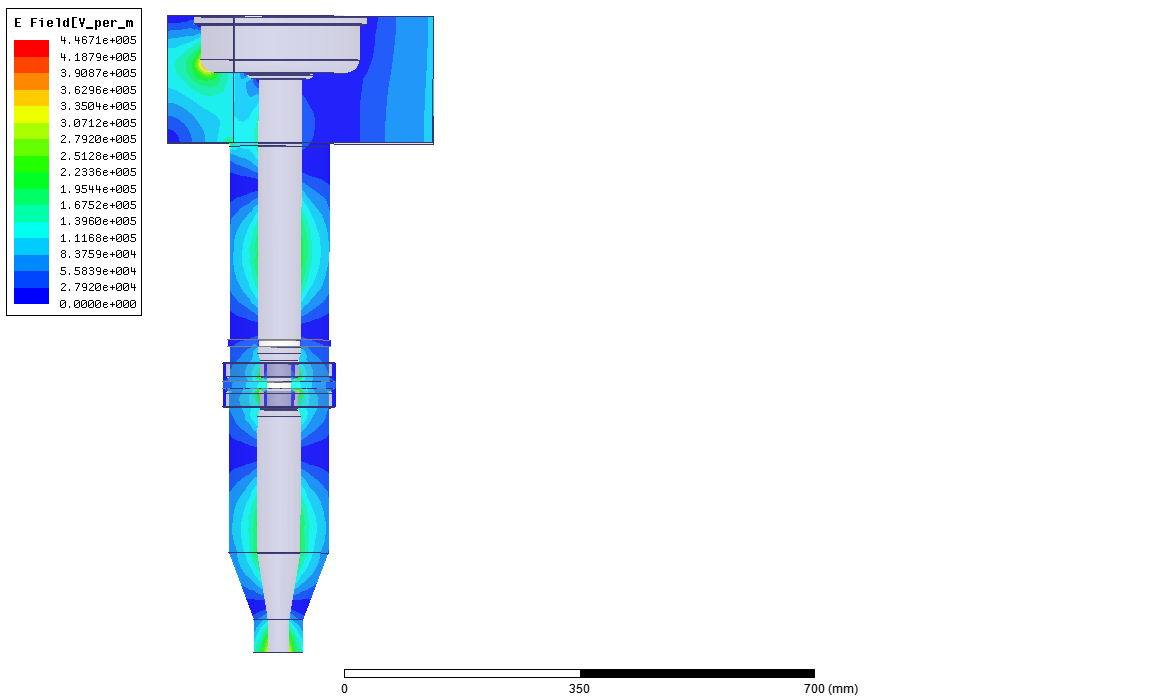 E Field[V_per_m
4.4671e+005
4.1879e+005
3.9087e+005
3.6296e+005
3.3504e+005
3.0712e+005
2.7920e+005
2.5128e+005
2.2336e+005
1.9544e+005
1.6752e+005
1.3960e+005
1.1168e+005
8.3759e+004
5.5839e+004
2.7920e+004
0.0000e+000
0
350
700 (mm)